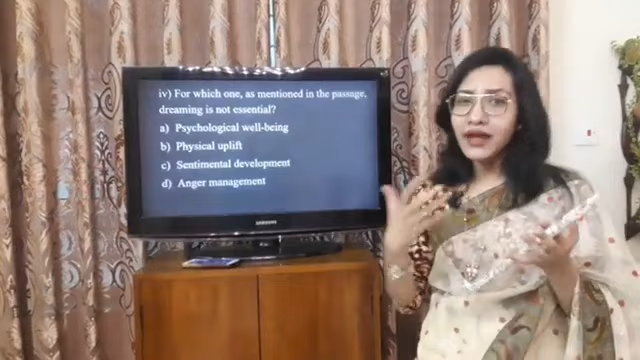 iv) For which one, as mentioned in the passage,
dreaming is not essential?
a) Psychological well-being
b) Physical uplift
c) Sentimental development
d) Anger management
SAMSUNG